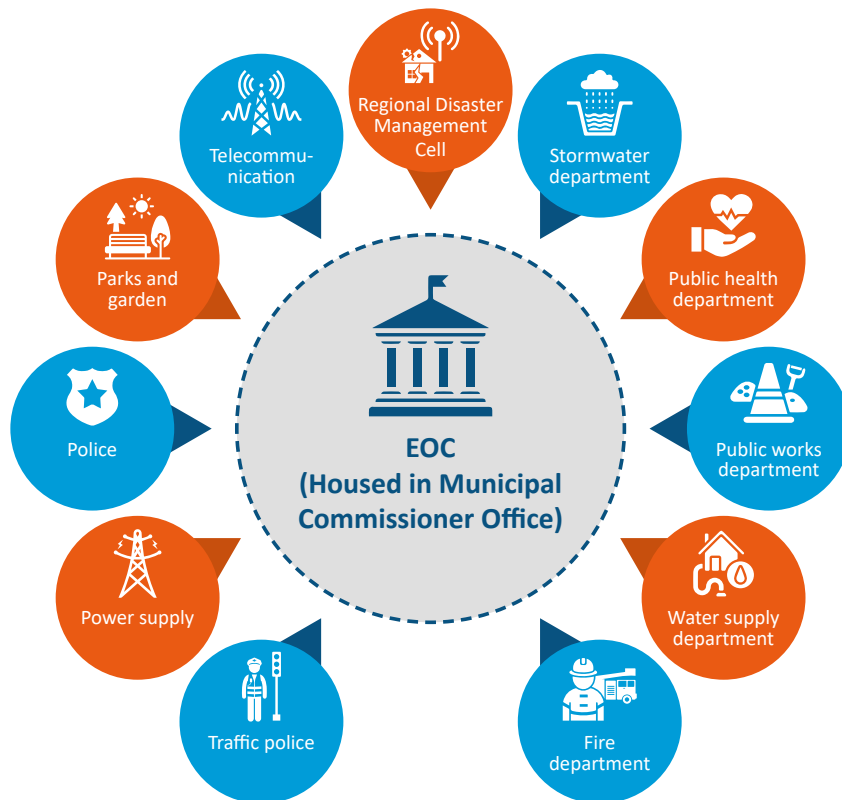 Regional Disaster
Management
Cell
Telecommu-
nication
Stormwater
department
Parks and
garden
Public health
department
Police
EOC
(Housed in Municipal
Commissioner Office)
Public works
department
Power supply
Water supply
department
Traffic police
Fire
department